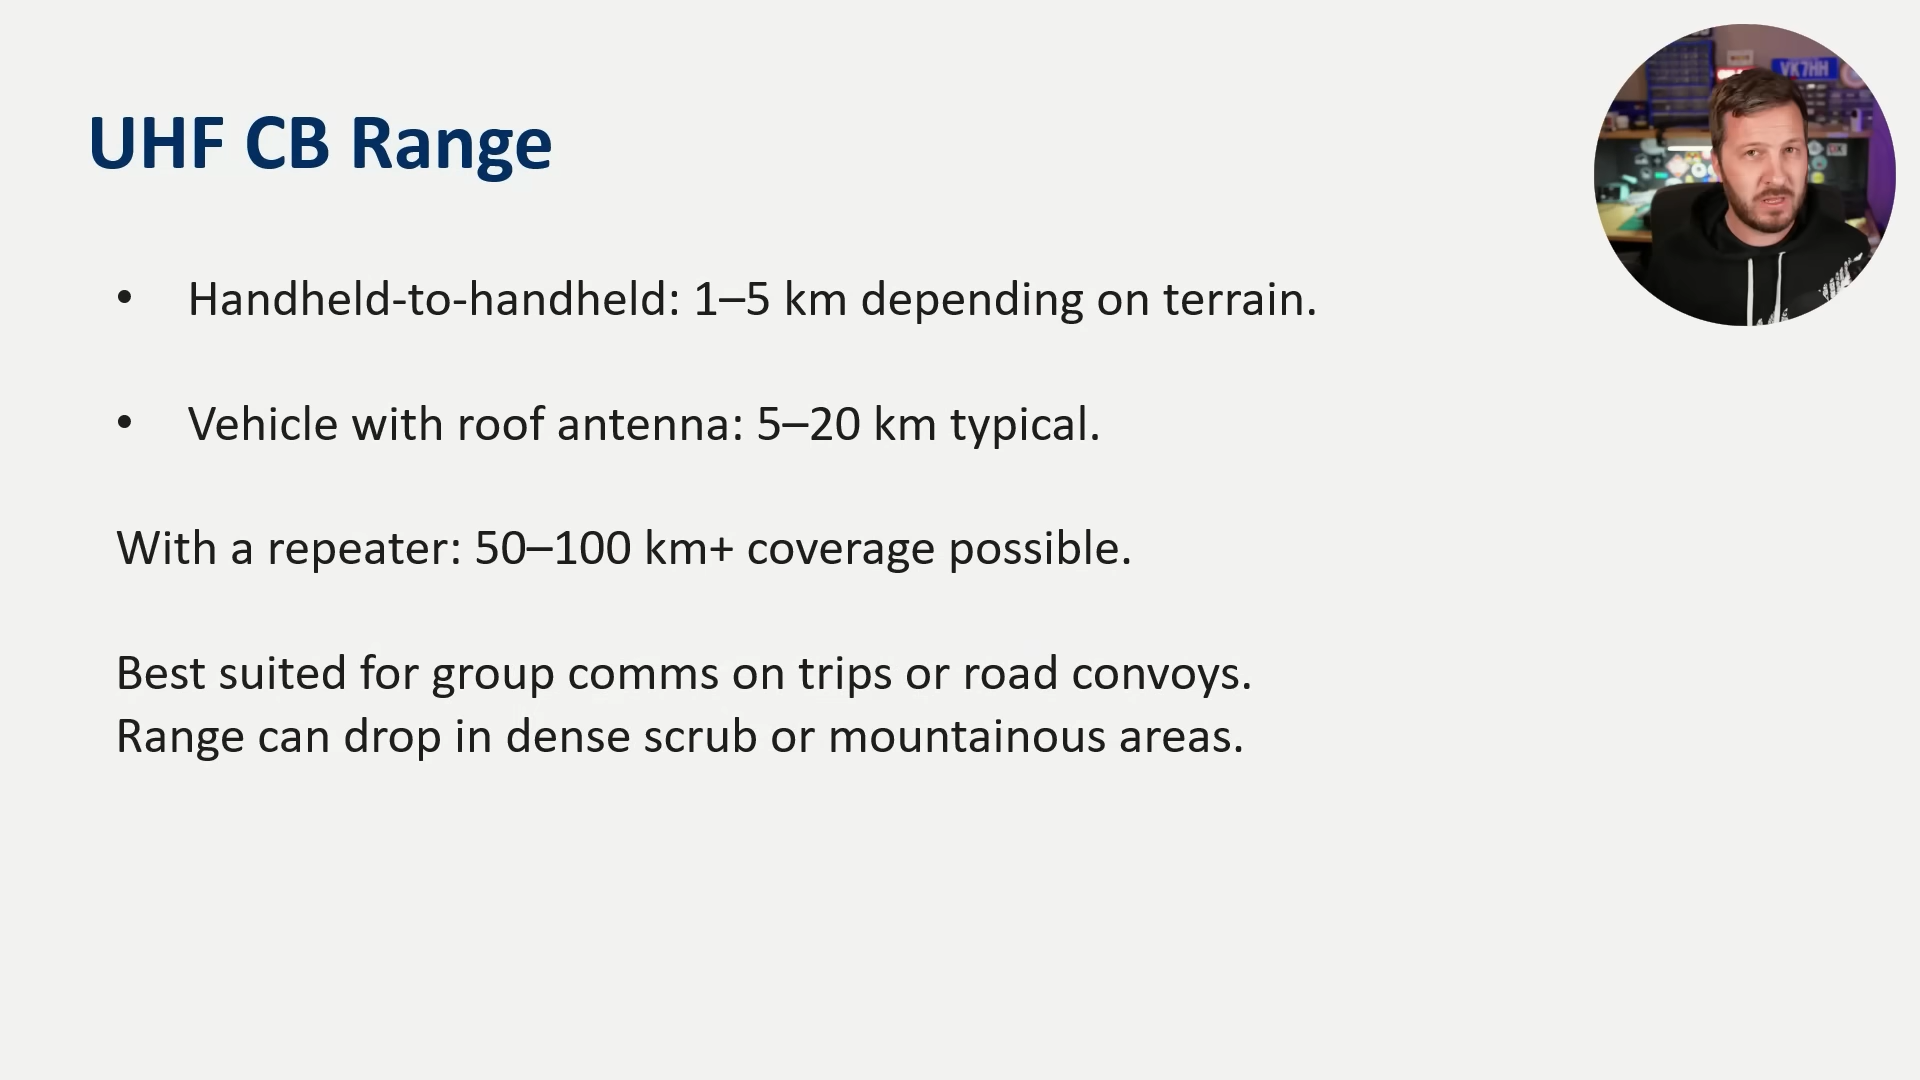 UHF CB Range
VK7HH
• Handheld-to-handheld: 1–5 km depending on terrain.
• Vehicle with roof antenna: 5–20 km typical.
With a repeater: 50–100 km+ coverage possible.
Best suited for group comms on trips or road convoys.
Range can drop in dense scrub or mountainous areas.